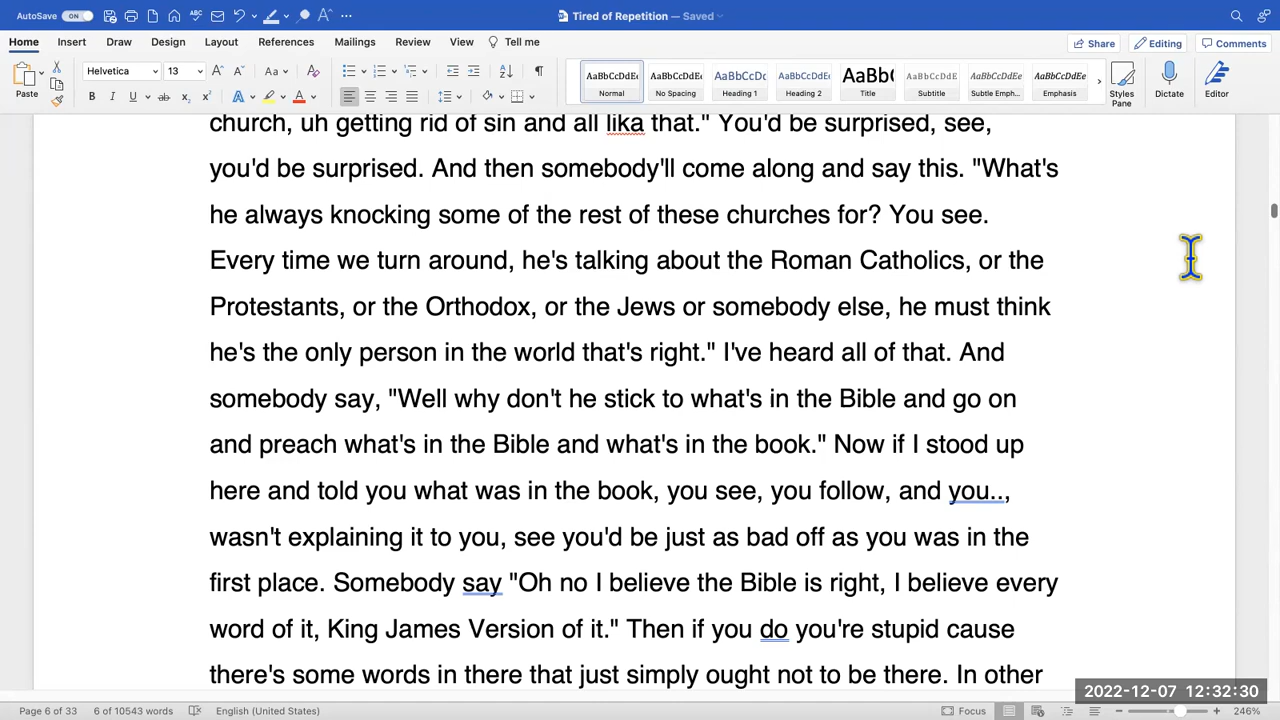 AutoSave ON Tired of Repetition — Saved
Home Insert Draw Design Layout References Mailings Review View Tell me Share Editing Comments
Paste Helvetica 13 A A Aa AaBbCcDdEe AaBbCcDdEe AaBbCcDc AaBbCcDdE AaBbC AaBbCcDdE AaBbCcDdEe AaBbCcDdEe
B I U ab x₂ x² A A Normal No Spacing Heading 1 Heading 2 Title Subtitle Subtle Emph... Emphasis Styles Pane Dictate Editor
church, uh getting rid of sin and all lika that." You'd be surprised, see,
you'd be surprised. And then somebody'll come along and say this. "What's
he always knocking some of the rest of these churches for? You see.
Every time we turn around, he's talking about the Roman Catholics, or the
Protestants, or the Orthodox, or the Jews or somebody else, he must think
he's the only person in the world that's right." I've heard all of that. And
somebody say, "Well why don't he stick to what's in the Bible and go on
and preach what's in the Bible and what's in the book." Now if I stood up
here and told you what was in the book, you see, you follow, and you..,
wasn't explaining it to you, see you'd be just as bad off as you was in the
first place. Somebody say "Oh no I believe the Bible is right, I believe every
word of it, King James Version of it." Then if you do you're stupid cause
there's some words in there that just simply ought not to be there. In other
2022-12-07 12:32:30
Page 6 of 33 6 of 10543 words English (United States) Focus 246%